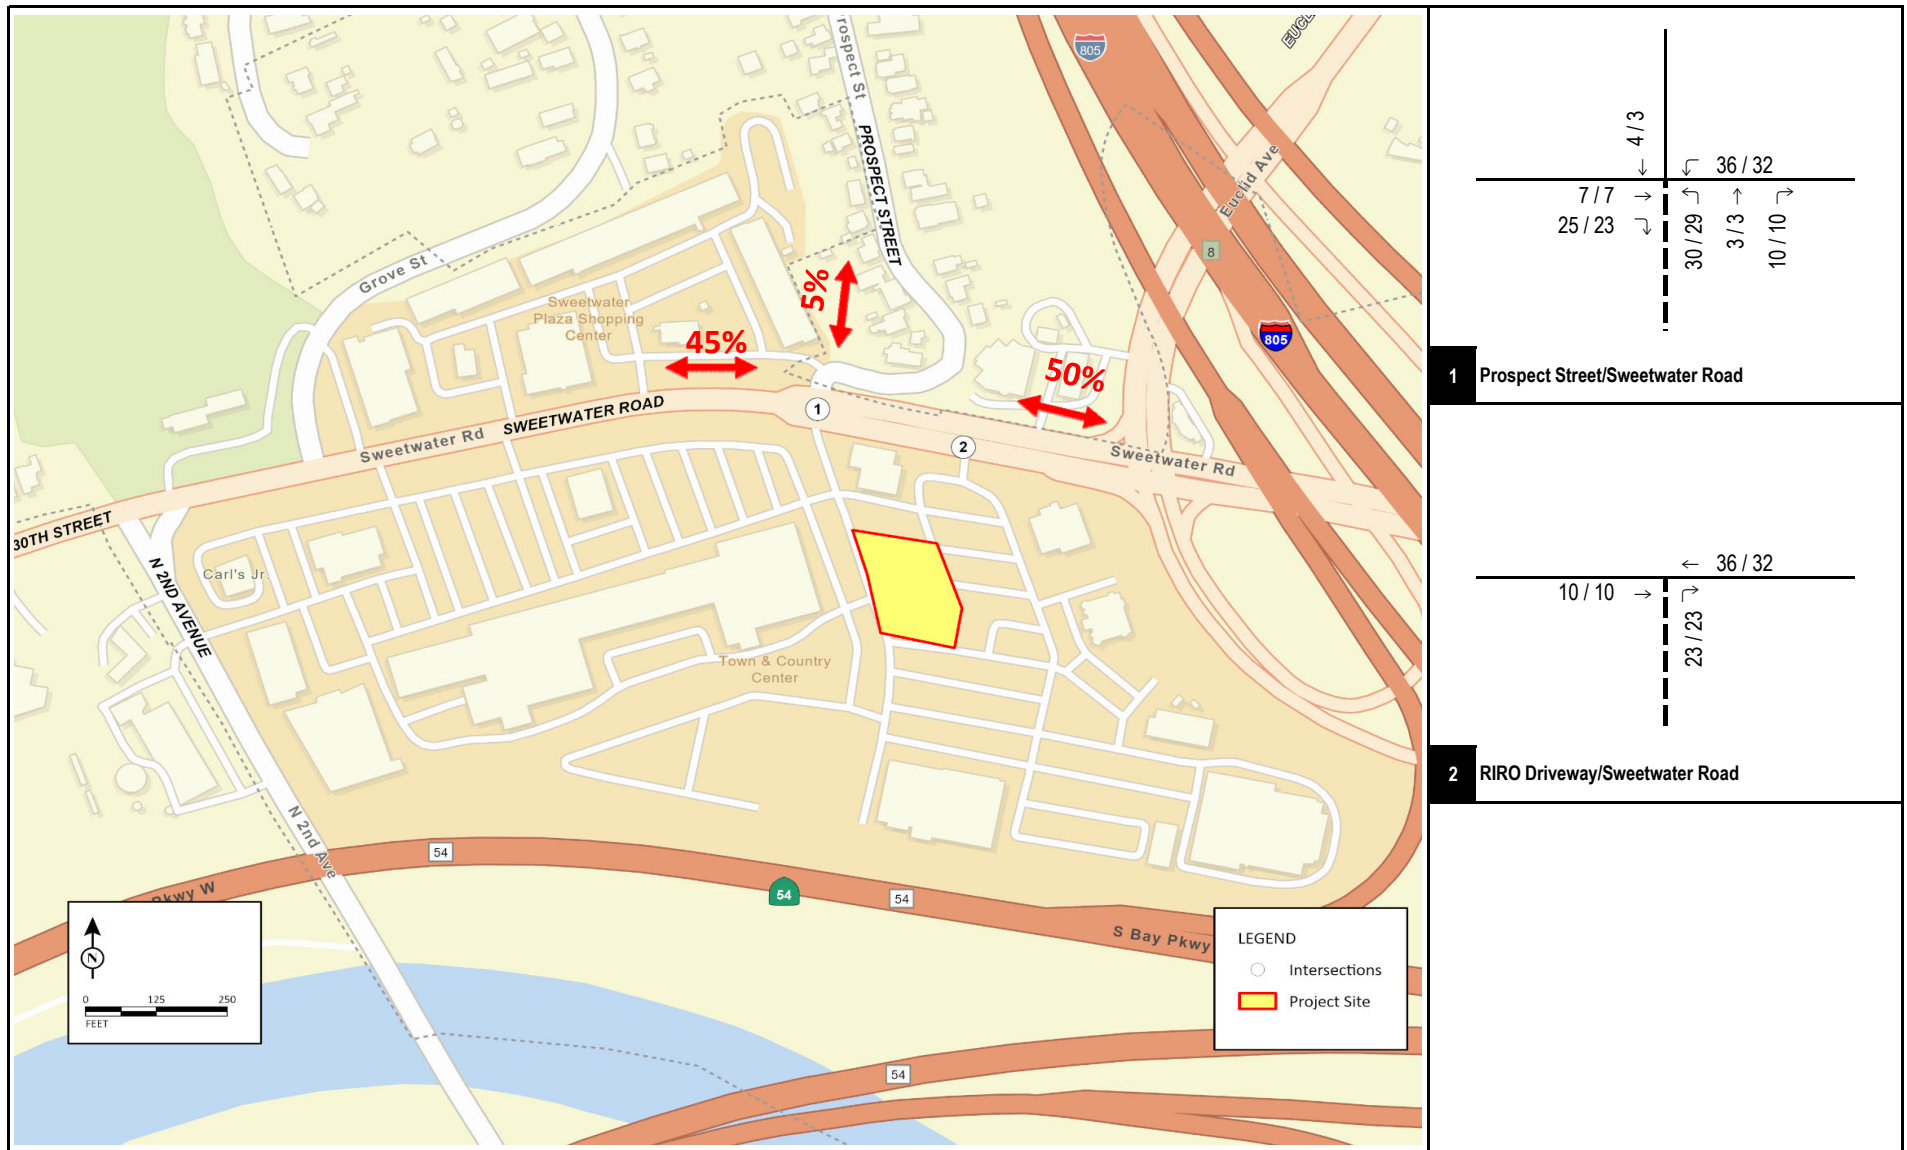 Prospect St
PROSPECT STREET
805
Euclid Ave
8
805
Grove St
Sweetwater
Plaza Shopping
Center
5%
45%
50%
1
2
Sweetwater Rd
SWEETWATER ROAD
Sweetwater Rd
30TH STREET
N 2ND AVENUE
Carl's Jr.
Town & Country
Center
N 2nd Ave
54
54
54
Pkwy W
S Bay Pkwy
54
N
0 125 250
FEET
LEGEND
Intersections
Project Site
4 / 3
36 / 32
7 / 7
25 / 23
30 / 29
3 / 3
10 / 10
1 Prospect Street/Sweetwater Road
36 / 32
10 / 10
23 / 23
2 RIRO Driveway/Sweetwater Road